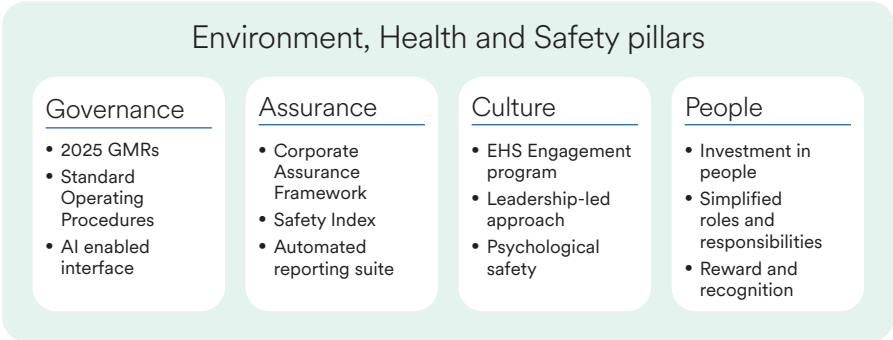 Environment, Health and Safety pillars
Governance
• 2025 GMRs
• Standard
Operating
Procedures
• AI enabled
interface
Assurance
• Corporate
Assurance
Framework
• Safety Index
• Automated
reporting suite
Culture
• EHS Engagement
program
• Leadership-led
approach
• Psychological
safety
People
• Investment in
people
• Simplified
roles and
responsibilities
• Reward and
recognition